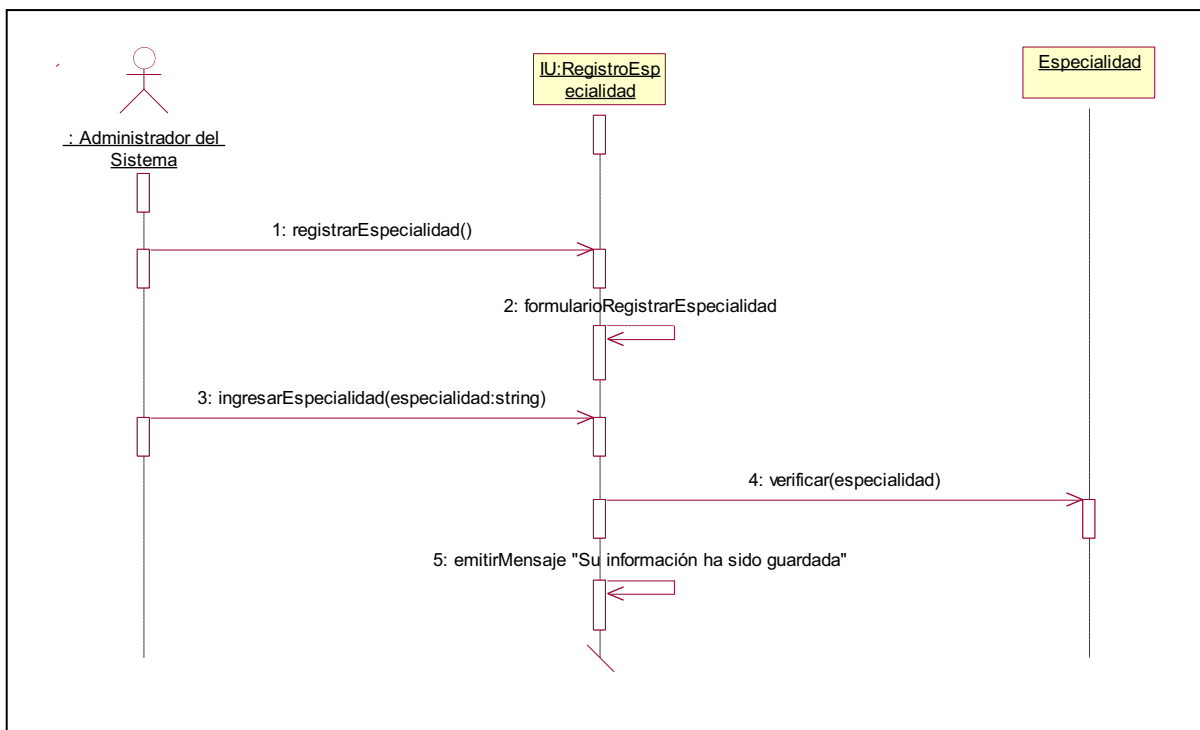 IU:RegistroEsp
ecialidad
Especialidad
: Administrador del
Sistema
1: registrarEspecialidad()
2: formularioRegistrarEspecialidad
3: ingresarEspecialidad(especialidad:string)
4: verificar(especialidad)
5: emitirMensaje "Su información ha sido guardada"